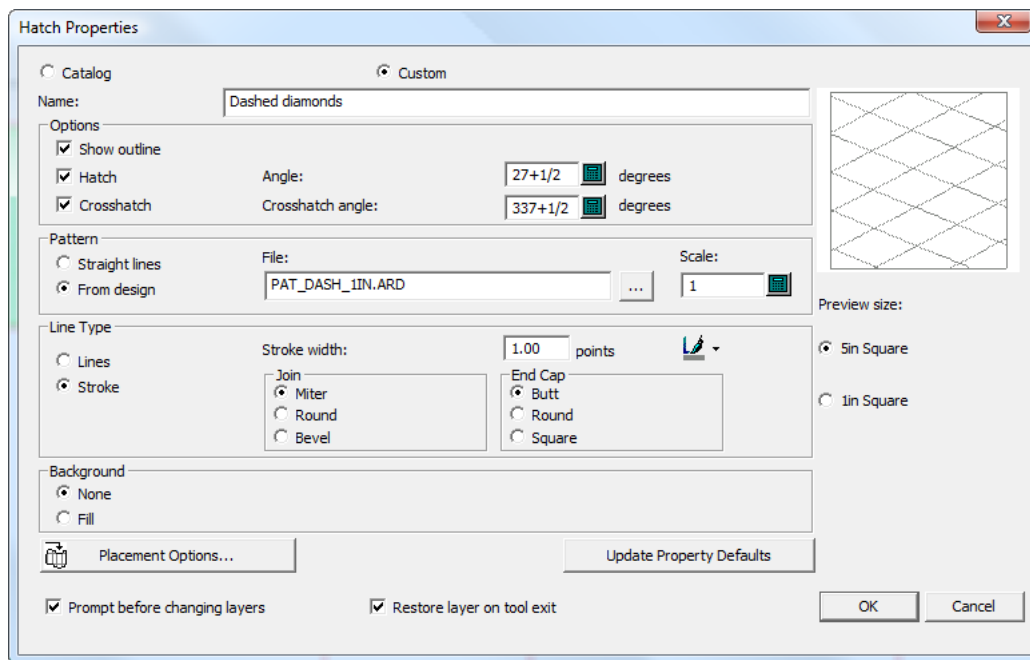 Hatch Properties
Catalog
Custom
Name:
Dashed diamonds
Options
Show outline
Hatch
Angle:
27+1/2
degrees
Crosshatch
Crosshatch angle:
337+1/2
degrees
Pattern
Straight lines
From design
File:
PAT_DASH_1IN.ARD
...
Scale:
1
Preview size:
5in Square
1in Square
Line Type
Lines
Stroke
Stroke width:
1.00
points
Join
Miter
Round
Bevel
End Cap
Butt
Round
Square
Background
None
Fill
Placement Options...
Update Property Defaults
Prompt before changing layers
Restore layer on tool exit
OK
Cancel